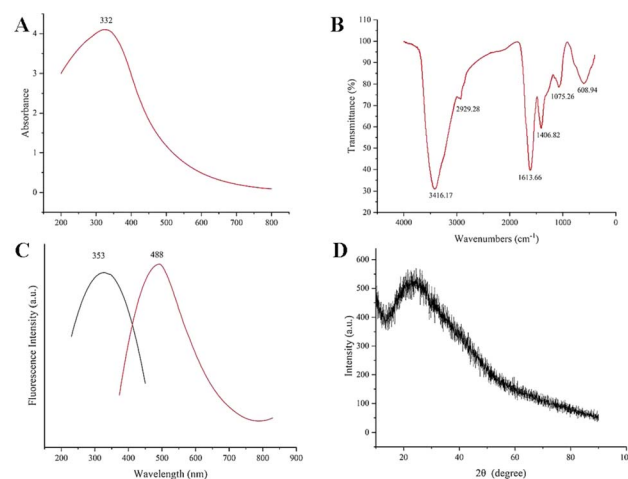 A
332
4
3
2
1
0
Absorbance
200 300 400 500 600 700 800
Wavelength (nm)
B
110
100
90
80
70
60
50
40
30
20
Transmittance (%)
2929.28
1075.26
608.94
1406.82
1613.66
3416.17
4000 3000 2000 1000 0
Wavenumbers (cm⁻¹)
C
353 488
Fluorescence Intensity (a.u.)
200 300 400 500 600 700 800 900
Wavelength (nm)
D
600
500
400
300
200
100
0
Intensity (a.u.)
20 40 60 80 100
2θ (degree)